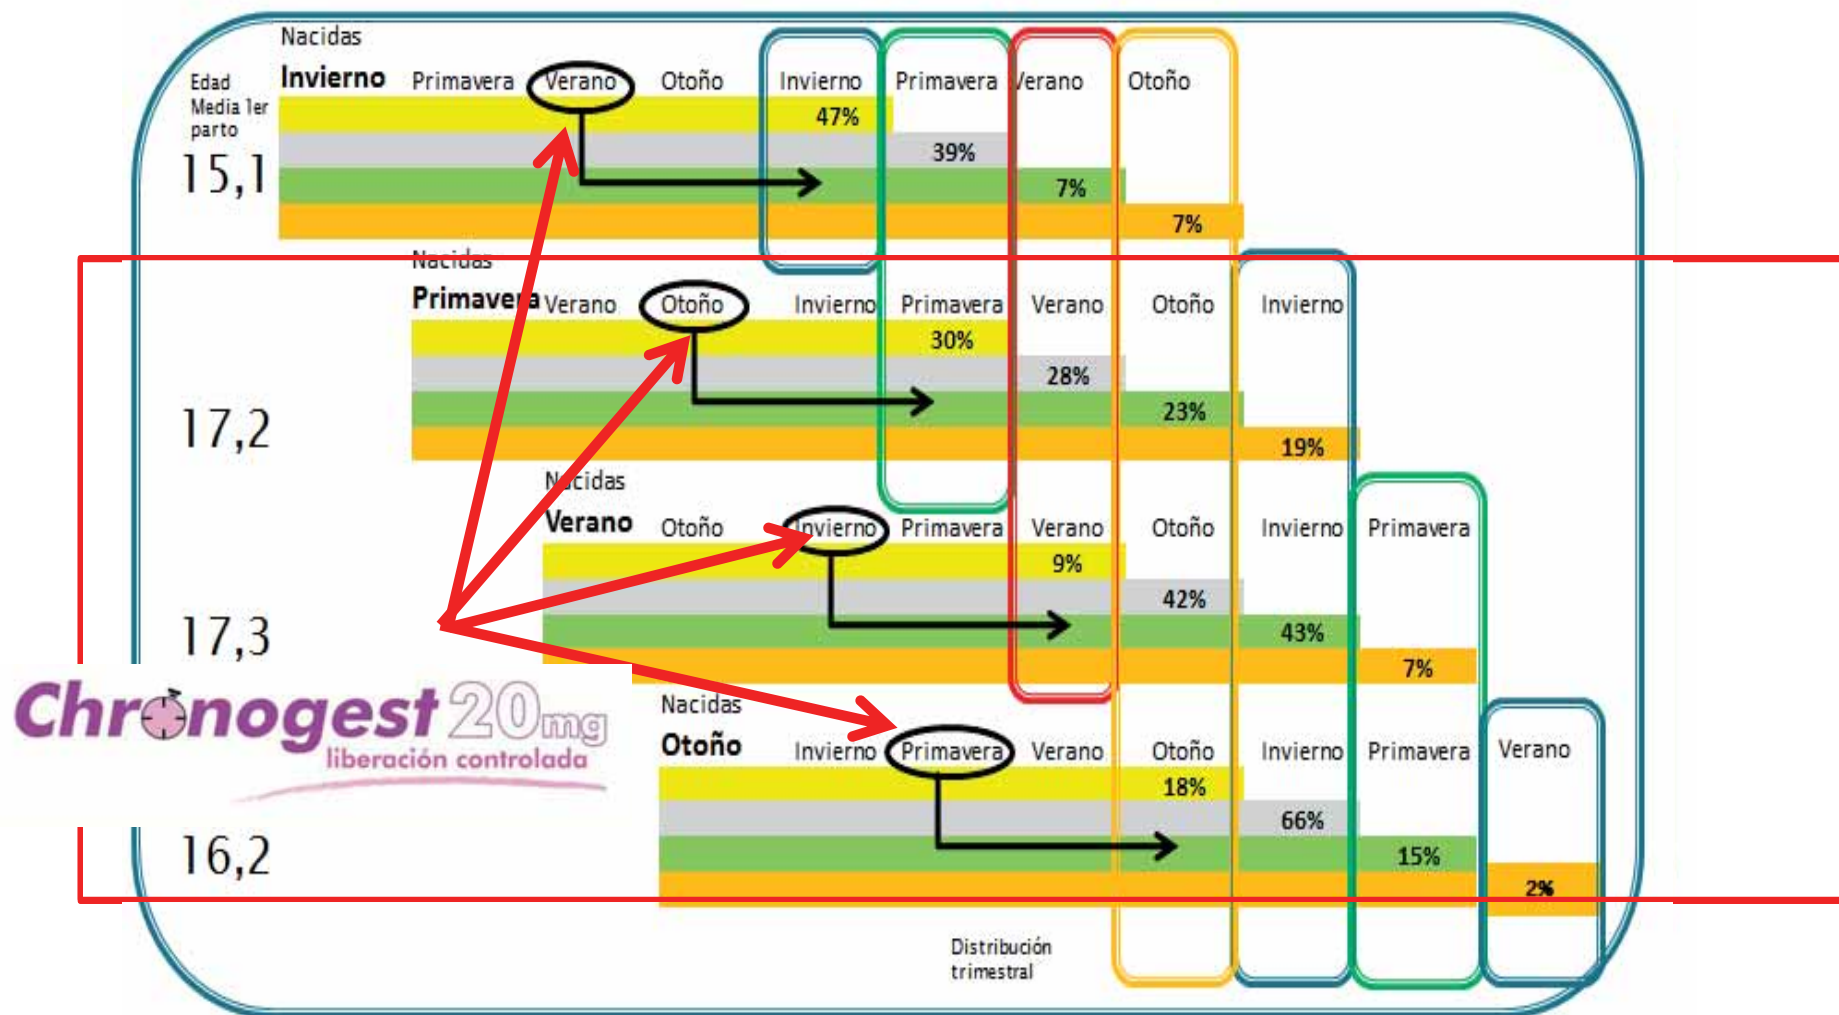 Nacidas
Edad
Media 1er
parto
15,1
Invierno Primavera Verano Otoño Invierno Primavera Verano Otoño
47%
39%
7%
7%
Nacidas
Primavera Verano Otoño Invierno Primavera Verano Otoño Invierno
30%
28%
23%
19%
17,2
Nacidas
Verano Otoño Invierno Primavera Verano Otoño Invierno Primavera
9%
42%
43%
7%
17,3
Chronogest 20mg
liberación controlada
Nacidas
Otoño Invierno Primavera Verano Otoño Invierno Primavera Verano
18%
66%
15%
2%
16,2
Distribución
trimestral